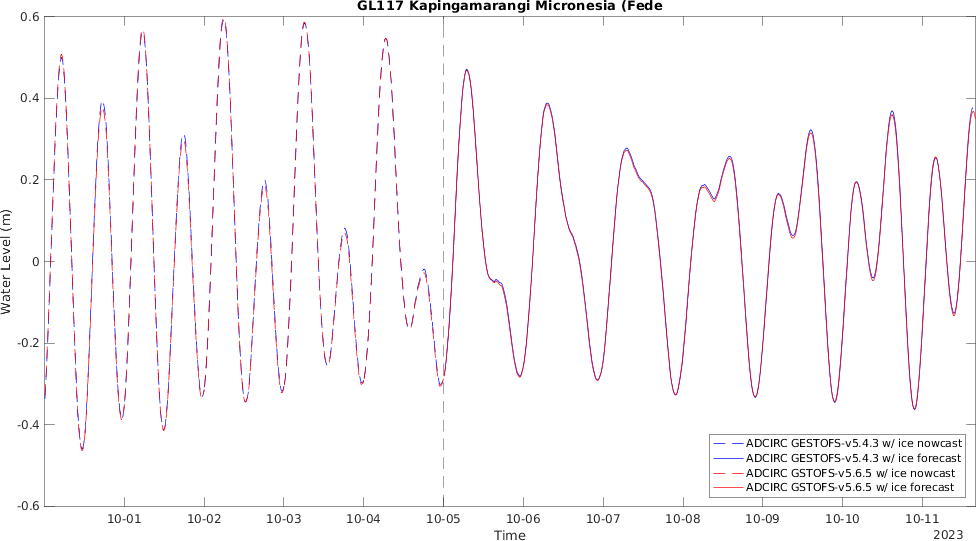 GL117 Kapingamarangi Micronesia (Fede
0.6
0.4
0.2
0
-0.2
-0.4
-0.6
Water Level (m)
10-01 10-02 10-03 10-04 10-05 10-06 10-07 10-08 10-09 10-10 10-11
Time
2023
ADCIRC GESTOFS-v5.4.3 w/ ice nowcast
ADCIRC GESTOFS-v5.4.3 w/ ice forecast
ADCIRC GSTOFS-v5.6.5 w/ ice nowcast
ADCIRC GSTOFS-v5.6.5 w/ ice forecast